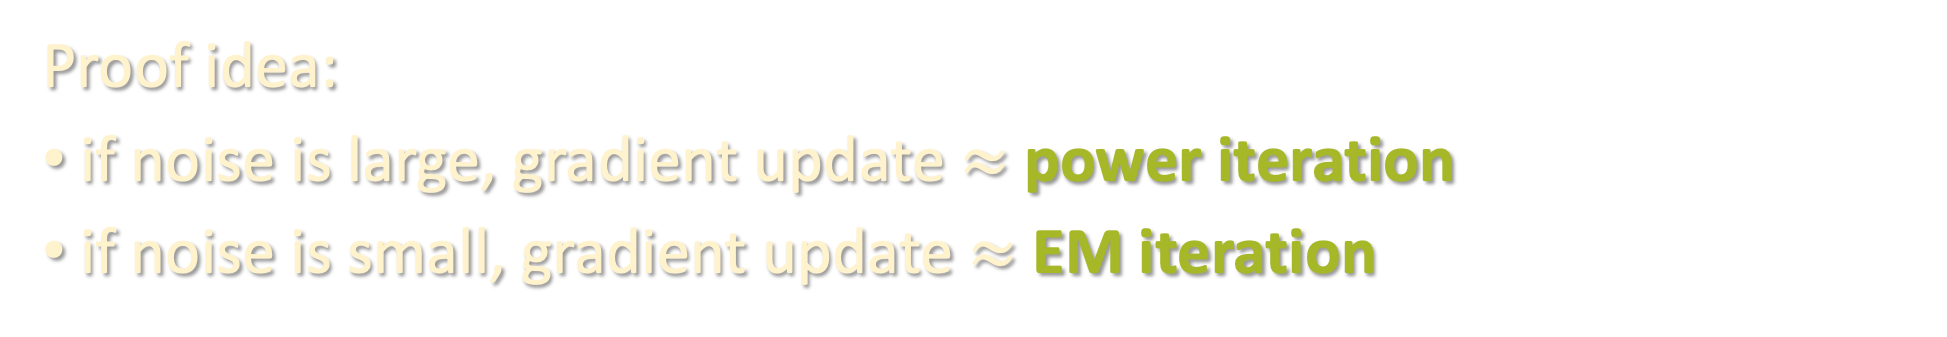 Proof idea:
• if noise is large, gradient update ≈ power iteration
• if noise is small, gradient update ≈ EM iteration